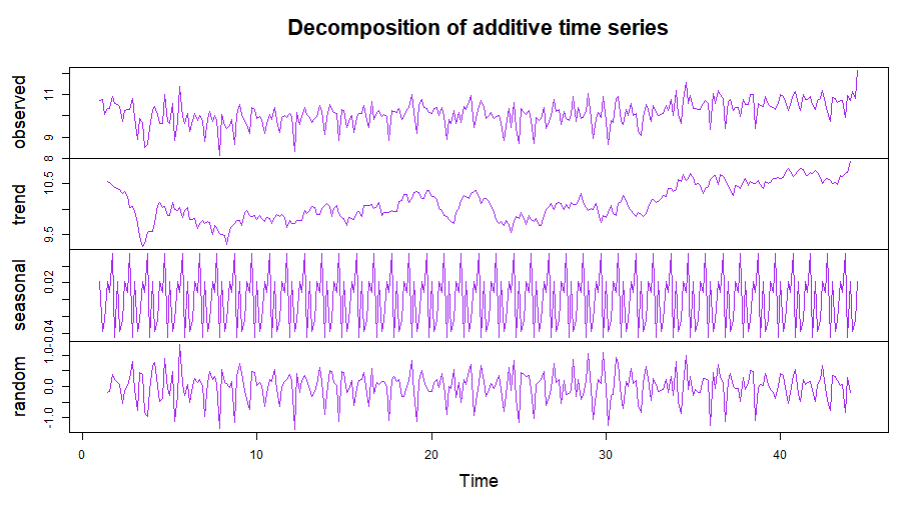 Decomposition of additive time series
observed
8 9 11
trend
9.5 10.5
seasonal
-0.04 0.02
random
-1.0 0.0 1.0
0 10 20 30 40
Time